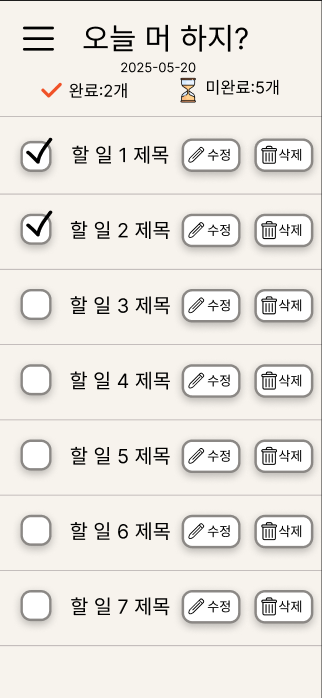 오늘 머 하지?
2025-05-20
완료:2개 미완료:5개
할 일 1 제목 수정 삭제
할 일 2 제목 수정 삭제
할 일 3 제목 수정 삭제
할 일 4 제목 수정 삭제
할 일 5 제목 수정 삭제
할 일 6 제목 수정 삭제
할 일 7 제목 수정 삭제